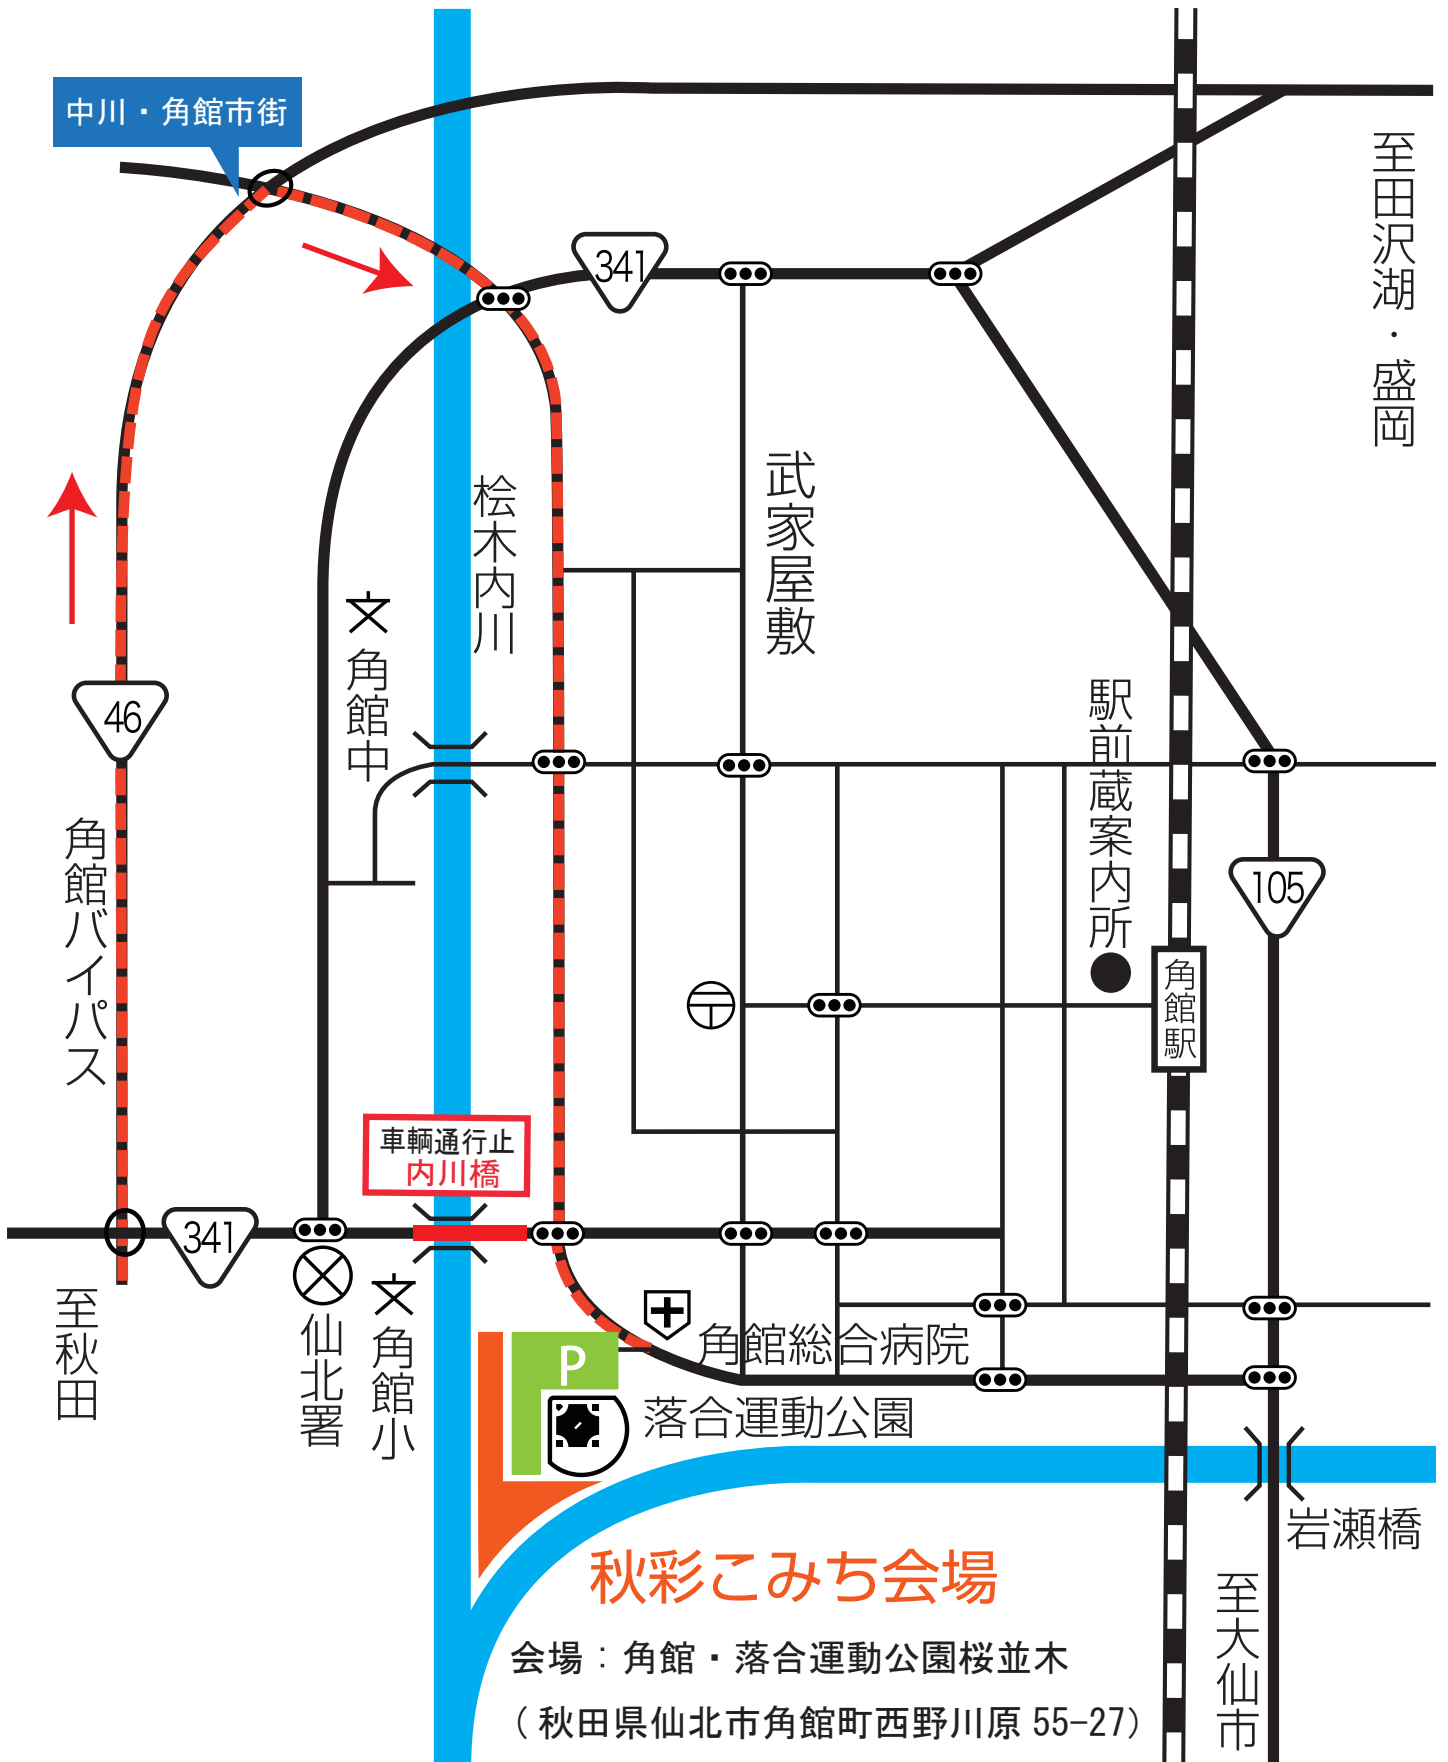 中川・角館市街
至田沢湖・盛岡
341
桧木内川
武家屋敷
角館中
46
駅前蔵案内所
角館バイパス
105
角館駅
車輌通行止
内川橋
341
至秋田
仙北署
角館小
P
角館総合病院
落合運動公園
岩瀬橋
至大仙市
秋彩こみち会場
会場：角館・落合運動公園桜並木
（秋田県仙北市角館町西野川原 55−27）